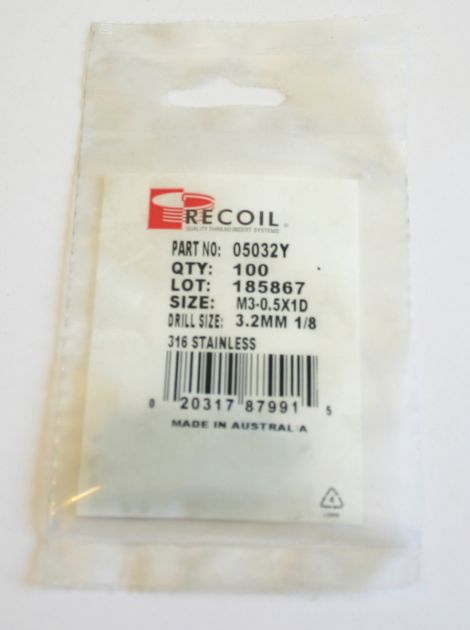 RECOIL
QUALITY THREAD INSERT SYSTEMS
PART NO: 05032Y
QTY: 100
LOT: 185867
SIZE: M3-0.5X1D
DRILL SIZE: 3.2MM 1/8
316 STAINLESS
0 20317 87991 5
MADE IN AUSTRALIA
4